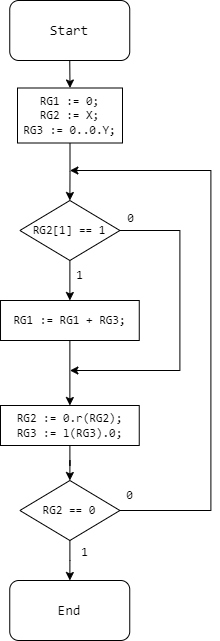 Start
RG1 := 0;
RG2 := X;
RG3 := 0..0.Y;
RG2[1] == 1
0
1
RG1 := RG1 + RG3;
RG2 := 0.r(RG2);
RG3 := l(RG3).0;
RG2 == 0
0
1
End